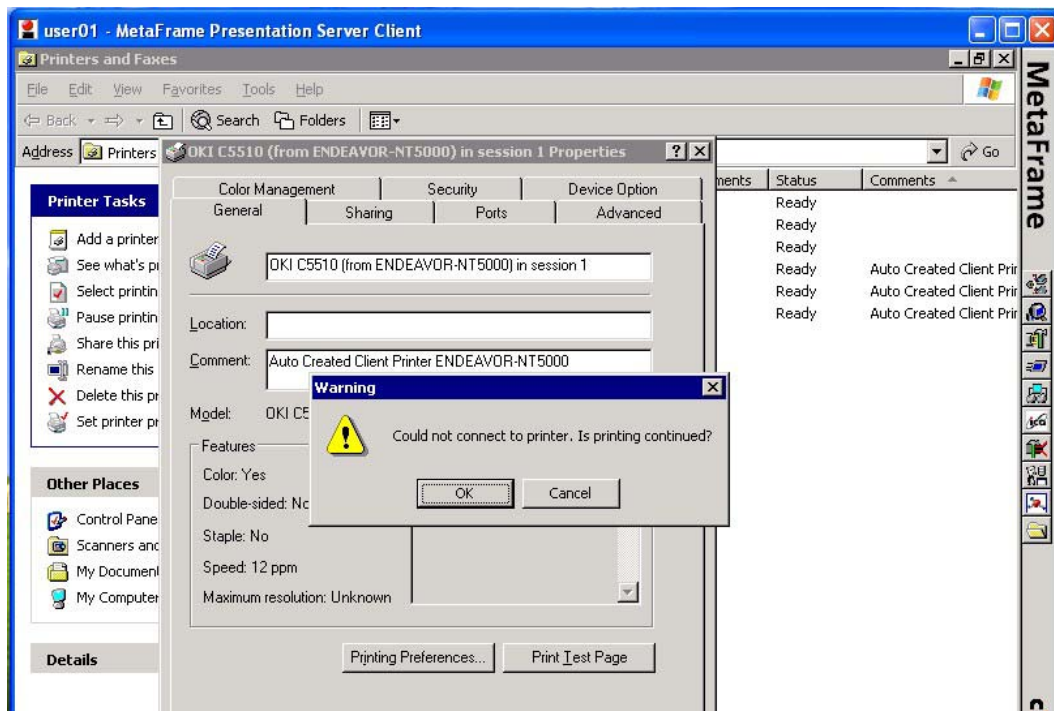 user01 - MetaFrame Presentation Server Client
Printers and Faxes
File Edit View Favorites Tools Help
Back Search Folders
Address Printers Go
OKI C5510 (from ENDEAVOR-NT5000) in session 1 Properties
Color Management Security Device Option
General Sharing Ports Advanced
OKI C5510 (from ENDEAVOR-NT5000) in session 1
Location:
Comment: Auto Created Client Printer ENDEAVOR-NT5000
Model: OKI C5
Features
Color: Yes
Double-sided: No
Staple: No
Speed: 12 ppm
Maximum resolution: Unknown
Printing Preferences... Print Test Page
Warning
Could not connect to printer. Is printing continued?
OK Cancel
Printer Tasks
Add a printer
See what's pr
Select printin
Pause printin
Share this pri
Rename this
Delete this pr
Set printer pr
Other Places
Control Pane
Scanners and
My Document
My Computer
Details
ments Status Comments
Ready
Ready
Ready
Ready Auto Created Client Prin
Ready Auto Created Client Prin
Ready Auto Created Client Prin
MetaFrame
ica